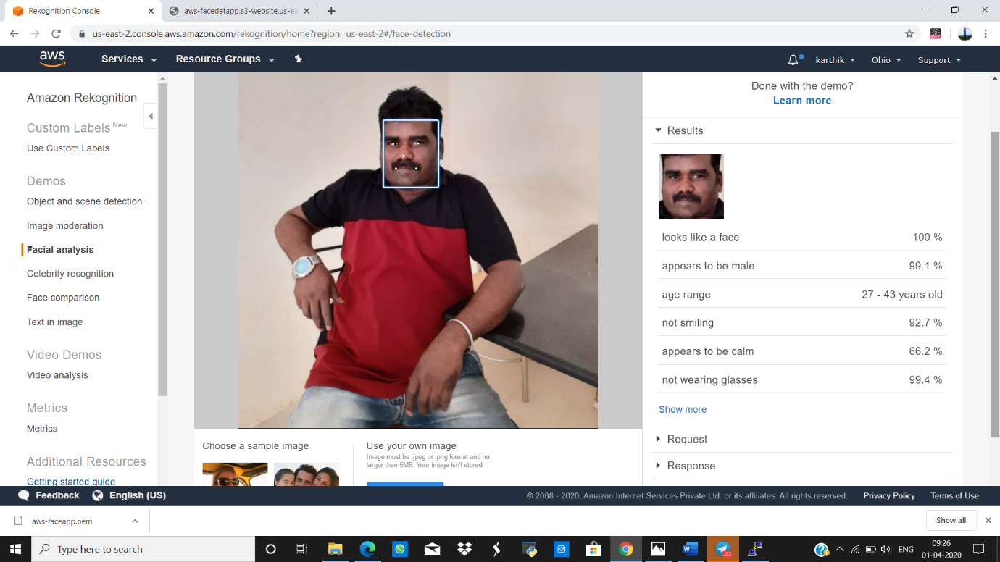 Rekognition Console
aws-facedetapp.s3-website.us-ea
us-east-2.console.aws.amazon.com/rekognition/home?region=us-east-2#/face-detection
OFF
aws
Services
Resource Groups
karthik
Ohio
Support
Amazon Rekognition
Custom Labels New
Use Custom Labels
Demos
Object and scene detection
Image moderation
Facial analysis
Celebrity recognition
Face comparison
Text in image
Video Demos
Video analysis
Metrics
Metrics
Additional Resources
Getting started guide
Choose a sample image
Use your own image
Image must be .jpeg or .png format and no
larger than 5MB. Your image isn't stored.
Done with the demo?
Learn more
Results
looks like a face 100 %
appears to be male 99.1 %
age range 27 - 43 years old
not smiling 92.7 %
appears to be calm 66.2 %
not wearing glasses 99.4 %
Show more
Request
Response
Feedback
English (US)
© 2008 - 2020, Amazon Internet Services Private Ltd. or its affiliates. All rights reserved.
Privacy Policy
Terms of Use
aws-faceapp.pem
Show all
Type here to search
ENG
09:26
01-04-2020